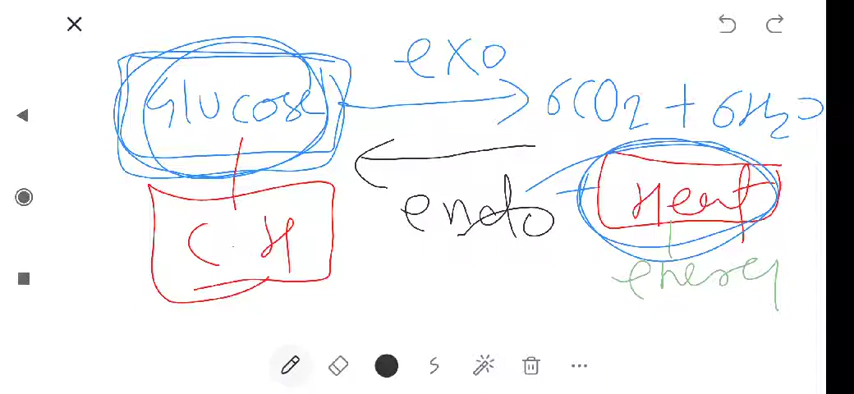 exo
Glucose → 6CO2 + 6H2O
← + Heat
endo
C. H
energy